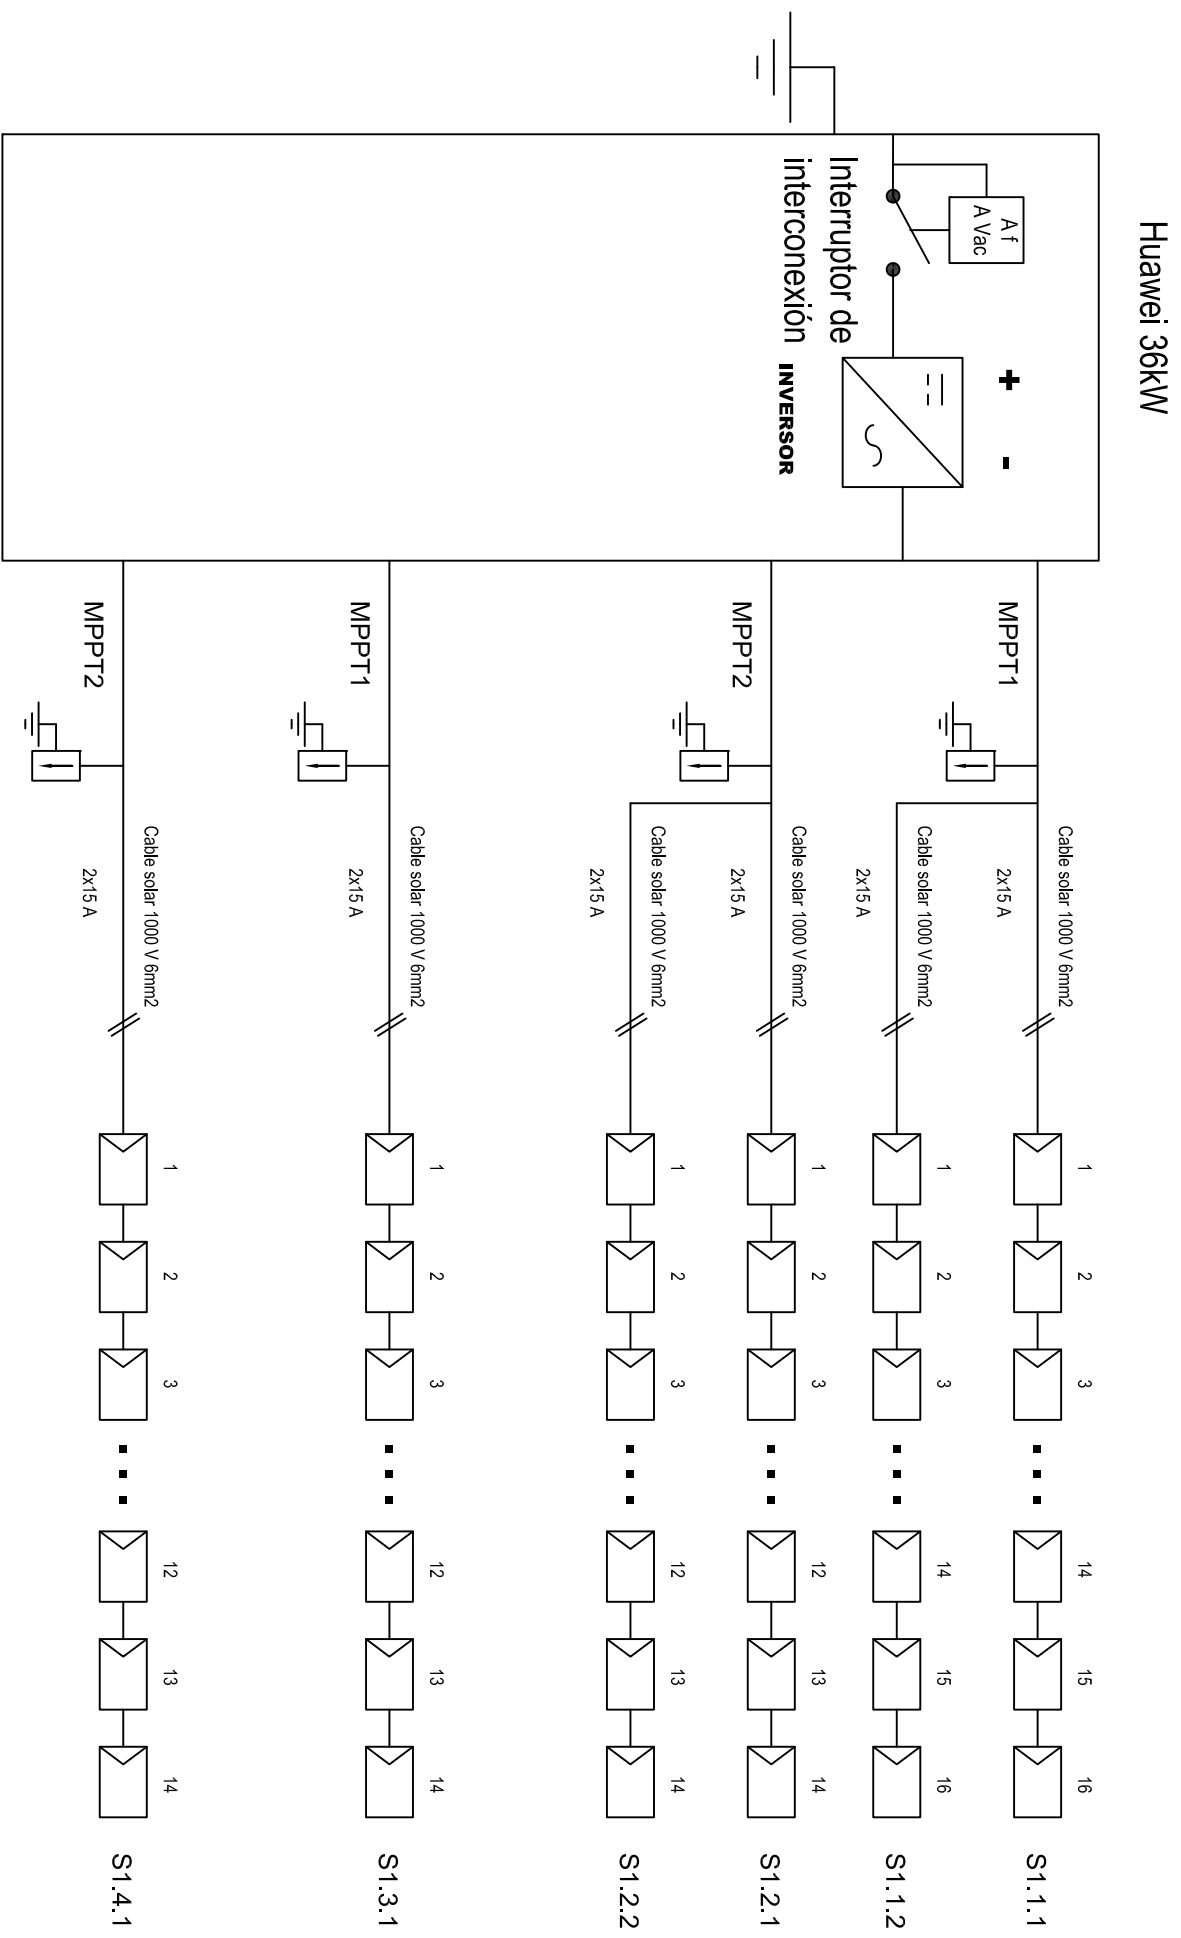 Huawei 36kW
A f
A Vac
+ -
Interruptor de
interconexión
INVERSOR
MPPT1
Cable solar 1000 V 6mm2
2x15 A
1 2 3 14 15 16
S1.1.1
Cable solar 1000 V 6mm2
2x15 A
1 2 3 14 15 16
S1.1.2
MPPT2
Cable solar 1000 V 6mm2
2x15 A
1 2 3 12 13 14
S1.2.1
Cable solar 1000 V 6mm2
2x15 A
1 2 3 12 13 14
S1.2.2
MPPT1
Cable solar 1000 V 6mm2
2x15 A
1 2 3 12 13 14
S1.3.1
MPPT2
Cable solar 1000 V 6mm2
2x15 A
1 2 3 12 13 14
S1.4.1